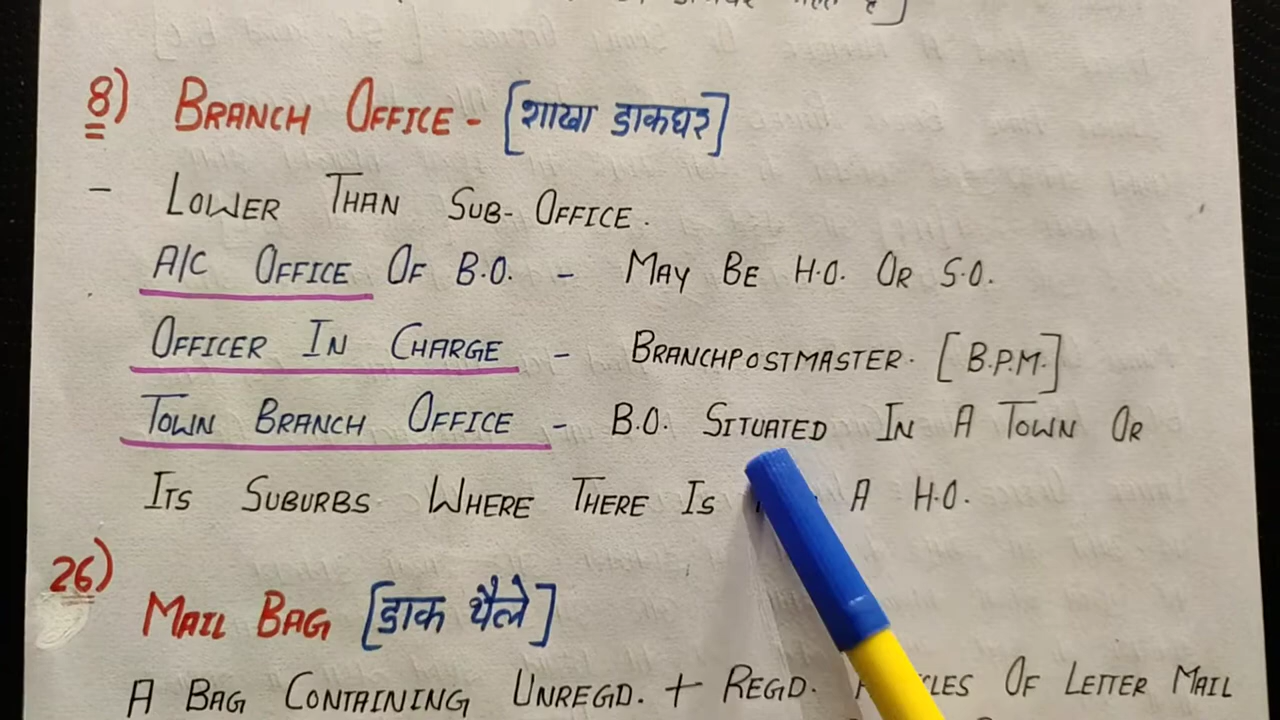 8) BRANCH OFFICE - [शाखा डाकघर]
- LOWER THAN SUB-OFFICE.
A/C OFFICE OF B.O. - MAY BE H.O. OR S.O.
OFFICER IN CHARGE - BRANCHPOSTMASTER. [B.P.M.]
TOWN BRANCH OFFICE - B.O. SITUATED IN A TOWN OR
ITS SUBURBS WHERE THERE IS A H.O.
26)
MAIL BAG [डाक थैले]
A BAG CONTAINING UNREGD. + REGD. OF LETTER MAIL